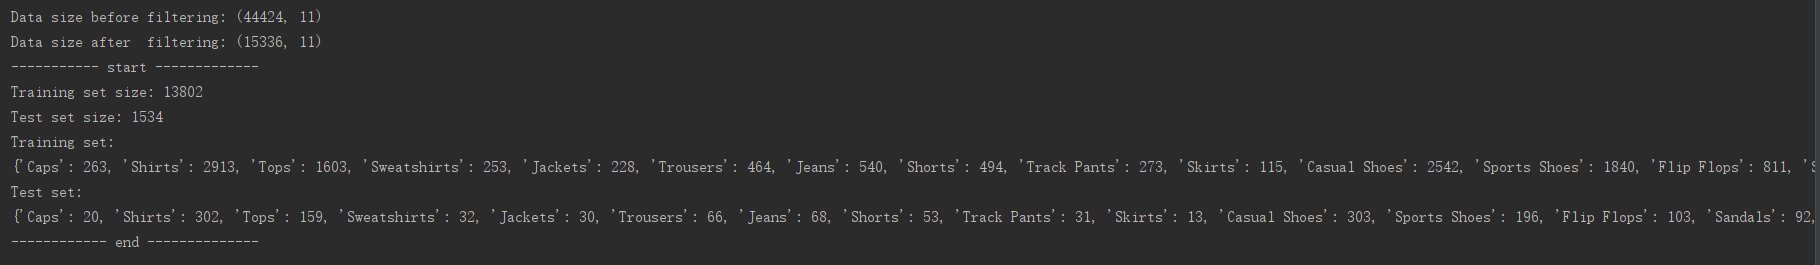 Data size before filtering: (44424, 11)
Data size after  filtering: (15336, 11)
----------- start -------------
Training set size: 13802
Test set size: 1534
Training set:
{'Caps': 263, 'Shirts': 2913, 'Tops': 1603, 'Sweatshirts': 253, 'Jackets': 228, 'Trousers': 464, 'Jeans': 540, 'Shorts': 494, 'Track Pants': 273, 'Skirts': 115, 'Casual Shoes': 2542, 'Sports Shoes': 1840, 'Flip Flops': 811,
Test set:
{'Caps': 20, 'Shirts': 302, 'Tops': 159, 'Sweatshirts': 32, 'Jackets': 30, 'Trousers': 66, 'Jeans': 68, 'Shorts': 53, 'Track Pants': 31, 'Skirts': 13, 'Casual Shoes': 303, 'Sports Shoes': 196, 'Flip Flops': 103, 'Sandals': 92,
------------ end --------------